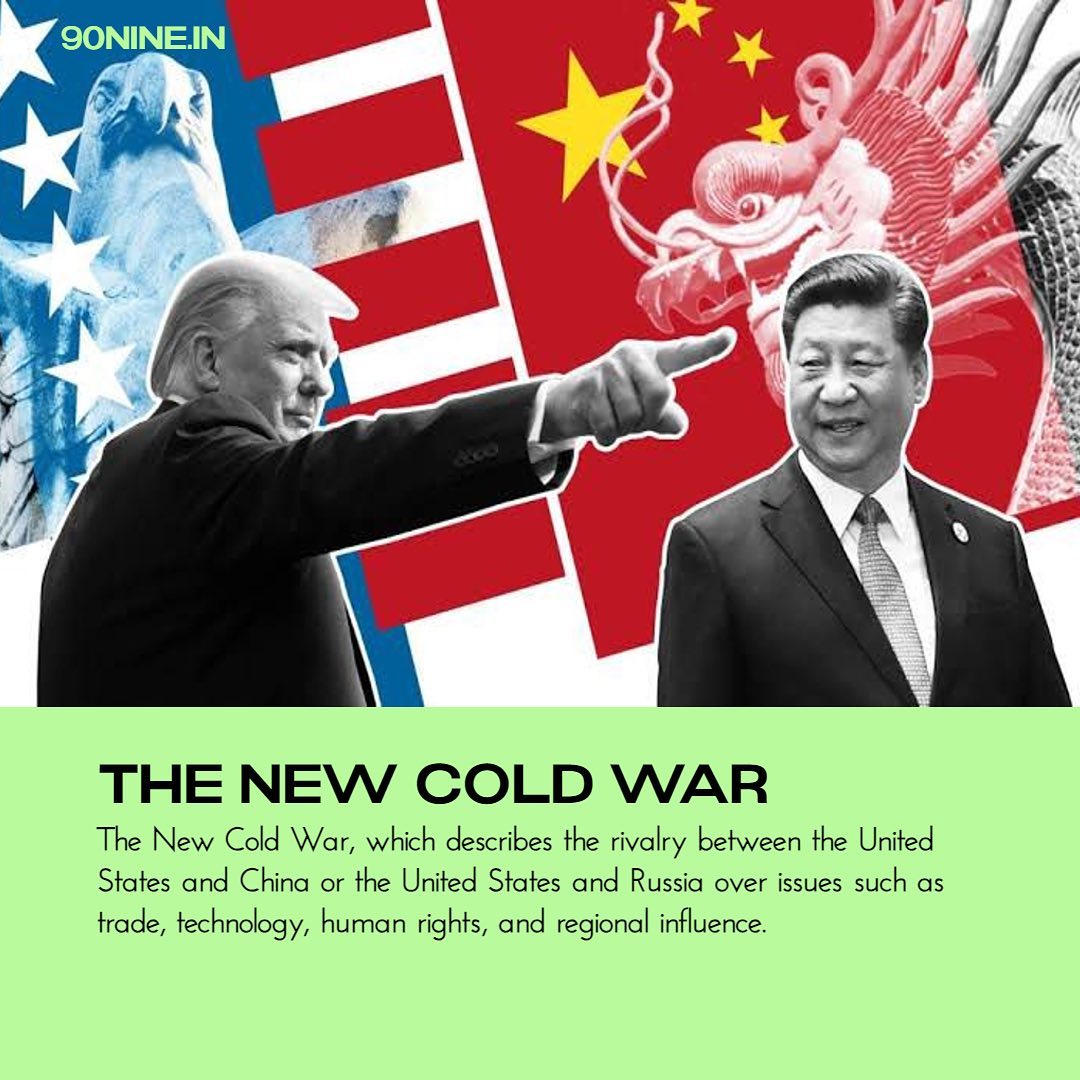 90NINE.IN
THE NEW COLD WAR
The New Cold War, which describes the rivalry between the United
States and China or the United States and Russia over issues such as
trade, technology, human rights, and regional influence.